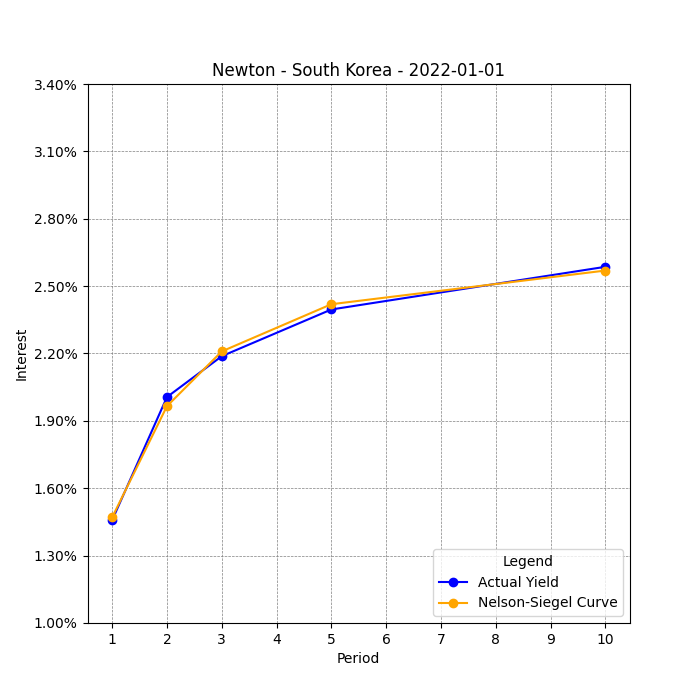 Newton - South Korea - 2022-01-01
3.40%
3.10%
2.80%
2.50%
2.20%
1.90%
1.60%
1.30%
1.00%
Interest
Legend
Actual Yield
Nelson-Siegel Curve
1 2 3 4 5 6 7 8 9 10
Period